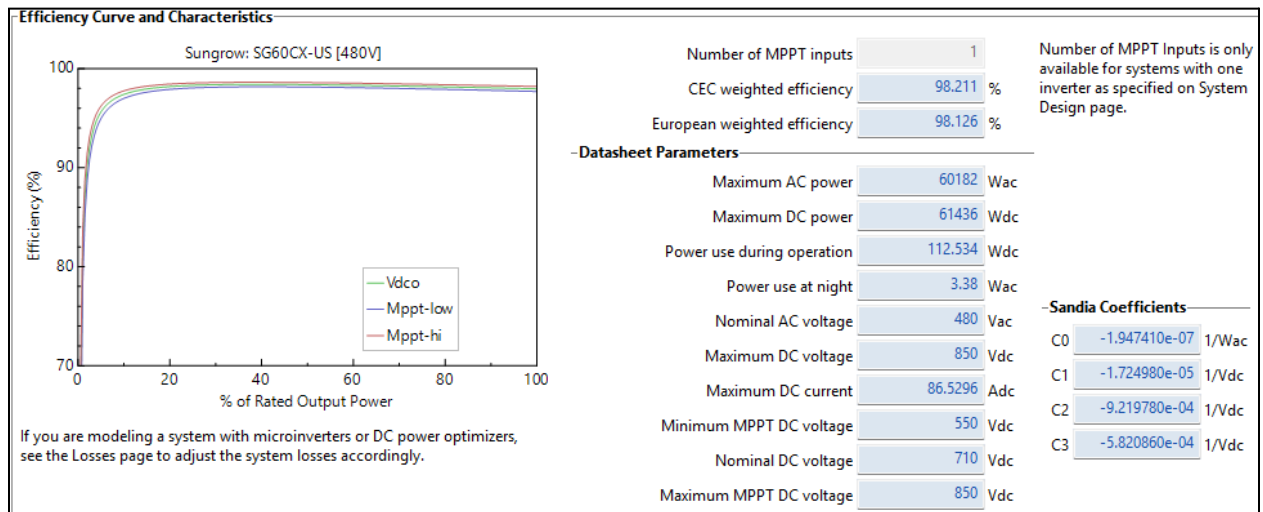 Efficiency Curve and Characteristics
Sungrow: SG60CX-US [480V]
100
90
80
70
Efficiency (%)
0 20 40 60 80 100
% of Rated Output Power
Vdco
Mppt-low
Mppt-hi
If you are modeling a system with microinverters or DC power optimizers,
see the Losses page to adjust the system losses accordingly.
Number of MPPT inputs 1
CEC weighted efficiency 98.211 %
European weighted efficiency 98.126 %
Number of MPPT Inputs is only
available for systems with one
inverter as specified on System
Design page.
Datasheet Parameters
Maximum AC power 60182 Wac
Maximum DC power 61436 Wdc
Power use during operation 112.534 Wdc
Power use at night 3.38 Wac
Nominal AC voltage 480 Vac
Maximum DC voltage 850 Vdc
Maximum DC current 86.5296 Adc
Minimum MPPT DC voltage 550 Vdc
Nominal DC voltage 710 Vdc
Maximum MPPT DC voltage 850 Vdc
Sandia Coefficients
C0 -1.947410e-07 1/Wac
C1 -1.724980e-05 1/Vdc
C2 -9.219780e-04 1/Vdc
C3 -5.820860e-04 1/Vdc